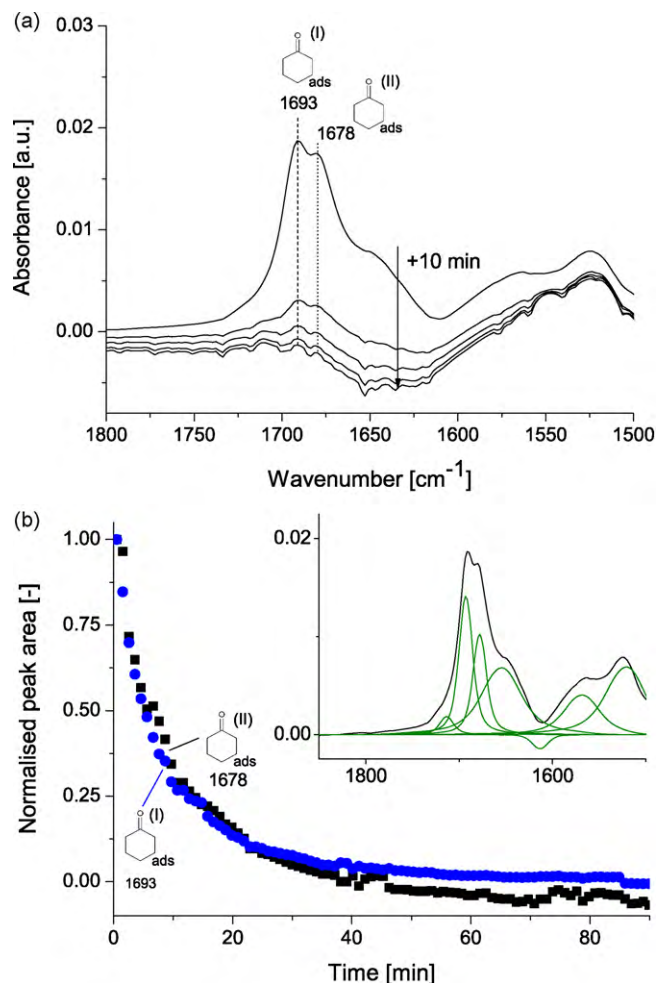 (a)
0.03
0.02
0.01
0.00
Absorbance [a.u.]
O (I)
ads
1693
O (II)
ads
1678
+10 min
1800 1750 1700 1650 1600 1550 1500
Wavenumber [cm-1]
(b)
1.00
0.75
0.50
0.25
0.00
Normalised peak area [-]
0.02
0.00
1800 1600
O (II)
ads
1678
O (I)
ads
1693
0 20 40 60 80
Time [min]